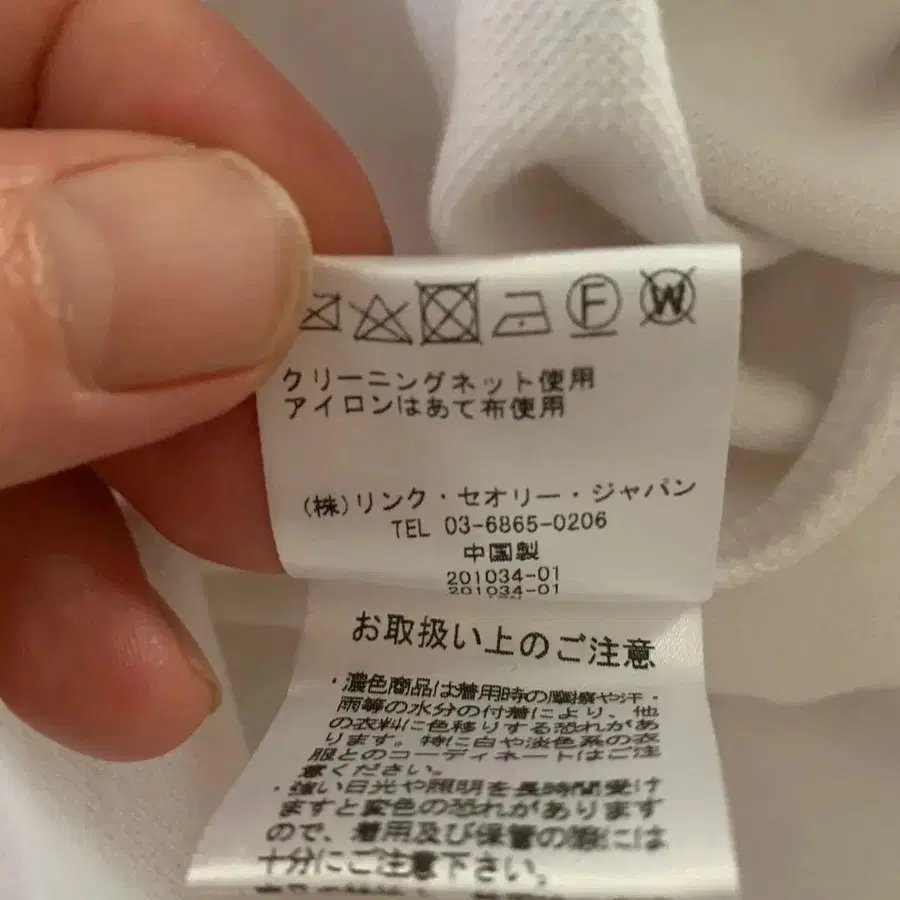 F W
クリーニングネット使用
アイロンはあて布使用
(株)リンク・セオリー・ジャパン
TEL 03-6865-0206
中国製
201034-01
201034-01
お取扱い上のご注意
・濃色商品は着用時の摩擦や汗・
雨等の水分の付着により、他
の衣料に色移りする恐れがあ
ります。特に白や淡色系の衣
服とのコーディネートはご注
意ください。
・強い日光や照明を長時間受け
ますと変色の恐れがあります
ので、着用及び保管の際には
十分にご注意下さい。